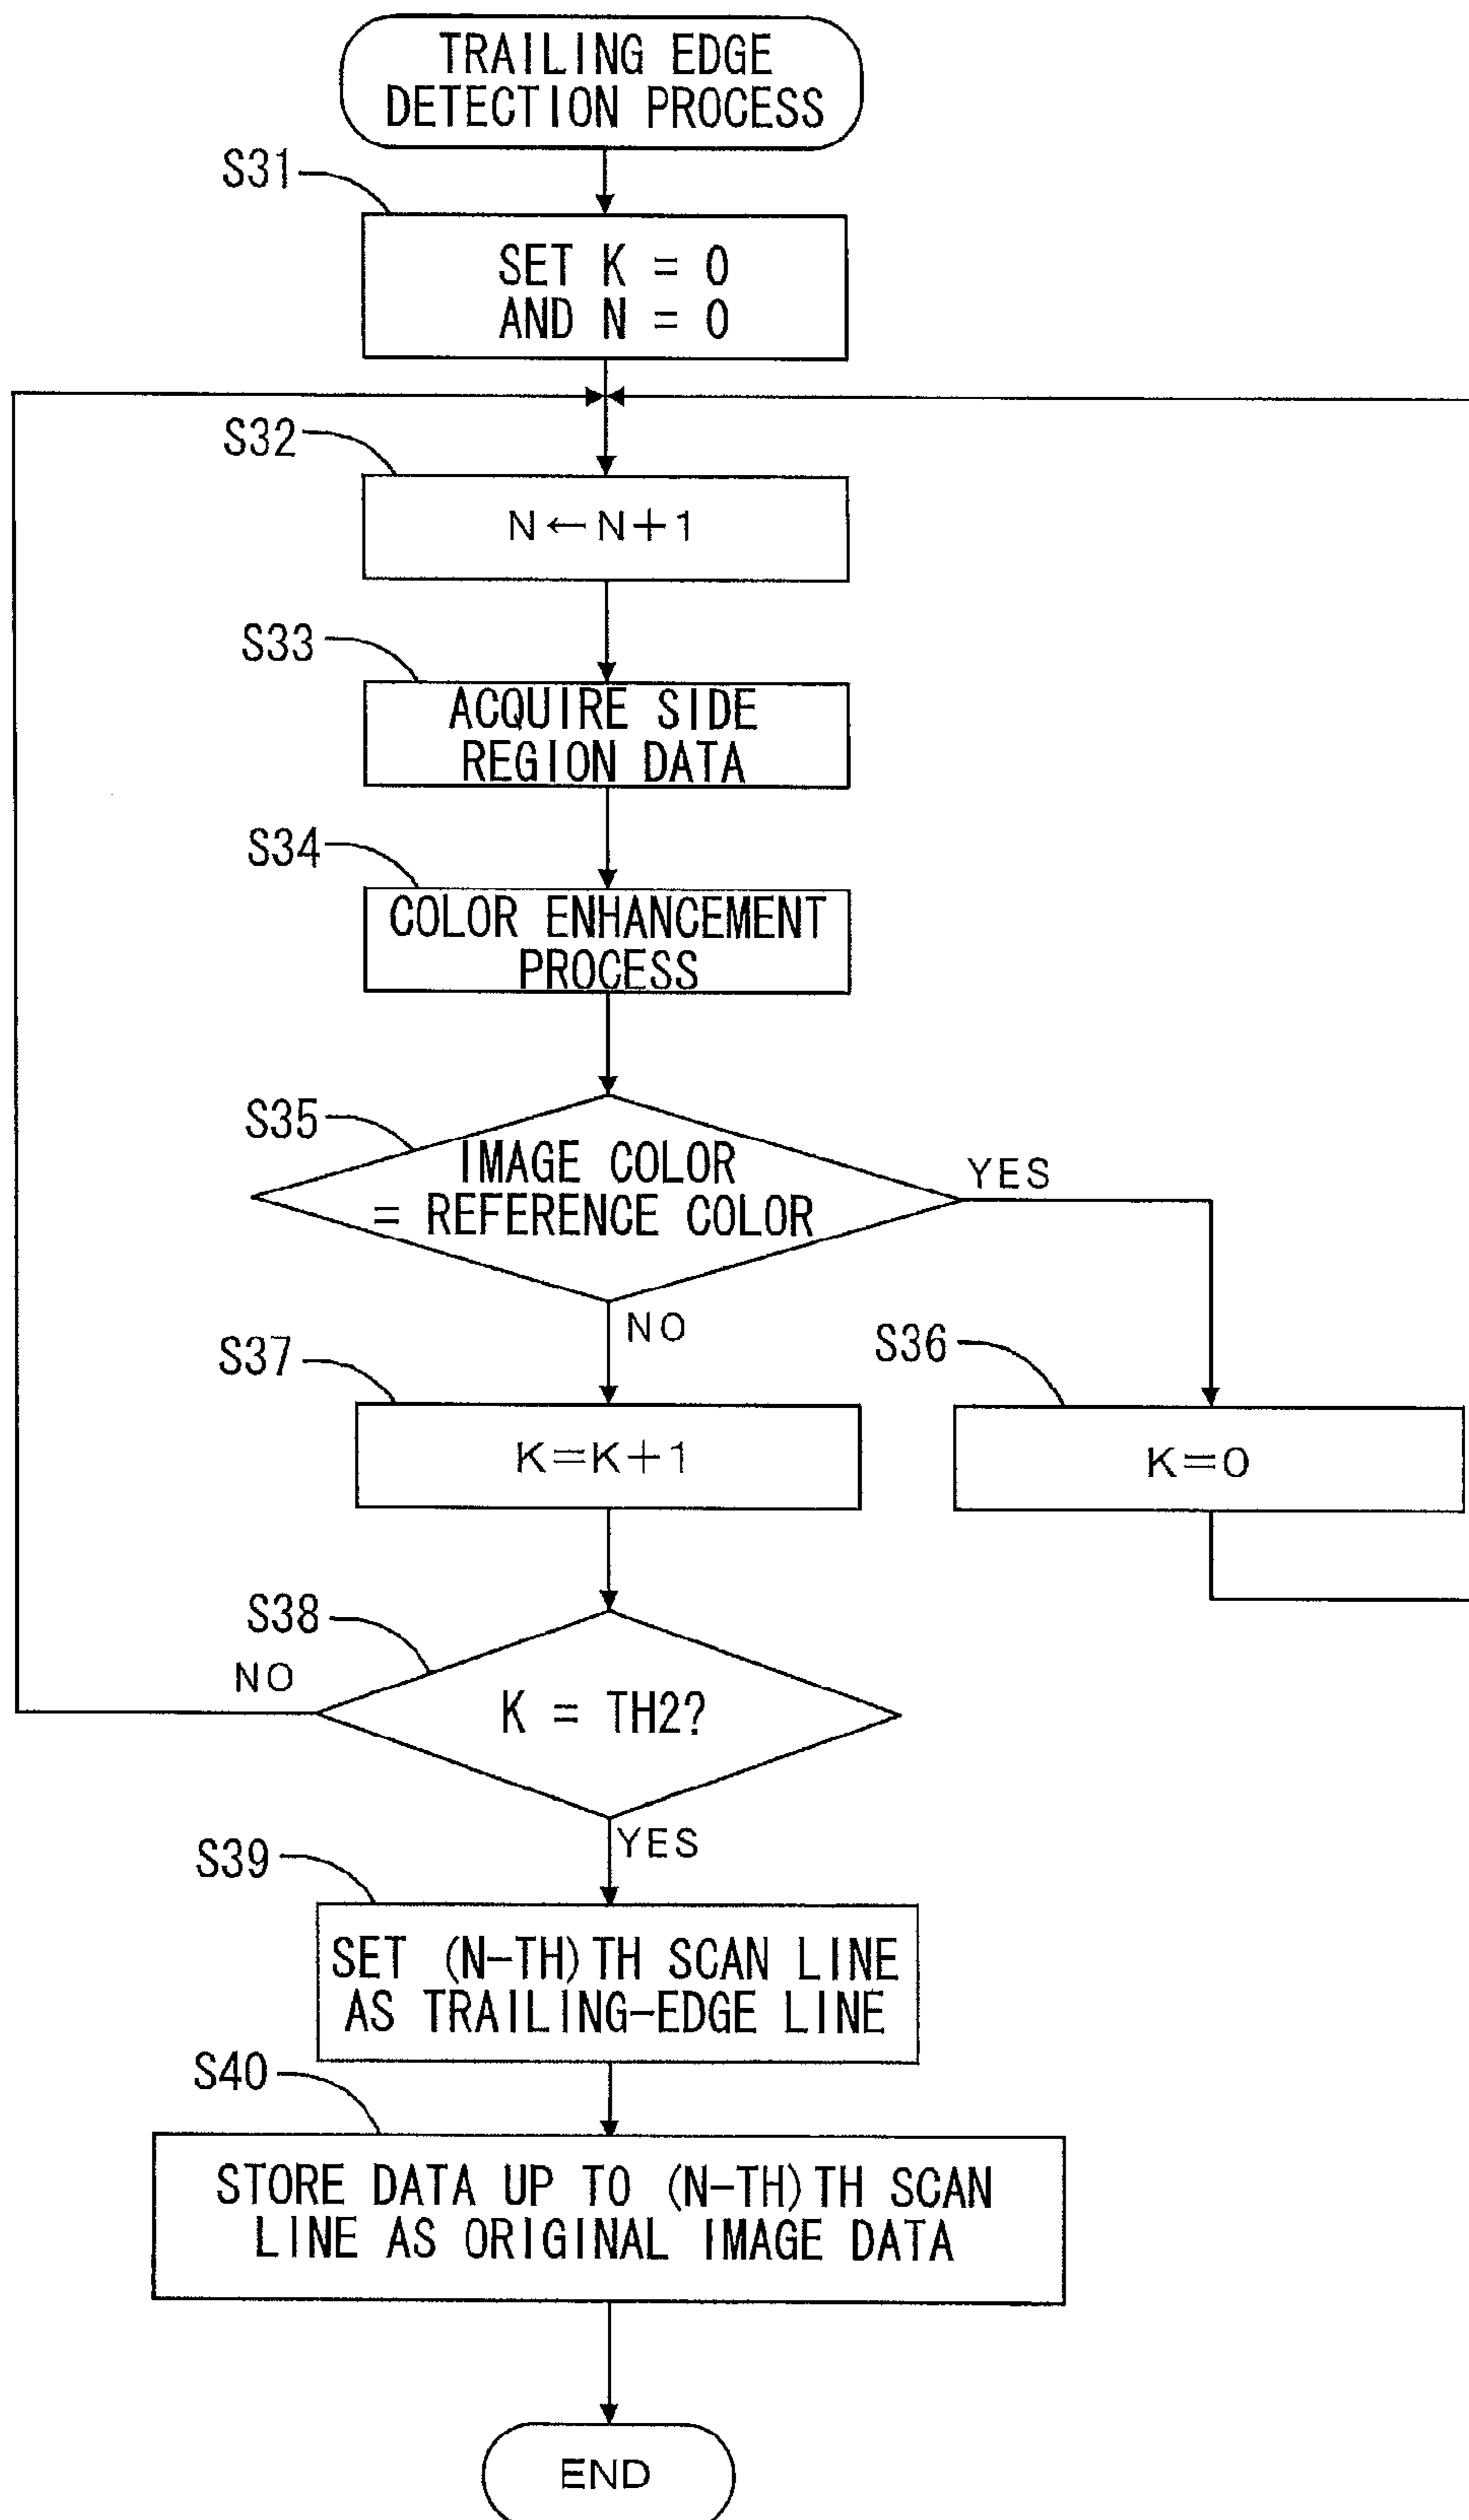 TRAILING EDGE
DETECTION PROCESS
S31
SET K = 0
AND N = 0
S32
N←N+1
S33
ACQUIRE SIDE
REGION DATA
S34
COLOR ENHANCEMENT
PROCESS
S35
IMAGE COLOR
= REFERENCE COLOR
YES
NO
S36
K=0
S37
K=K+1
S38
NO
K = TH2?
YES
S39
SET (N-TH)TH SCAN LINE
AS TRAILING-EDGE LINE
S40
STORE DATA UP TO (N-TH)TH SCAN
LINE AS ORIGINAL IMAGE DATA
END